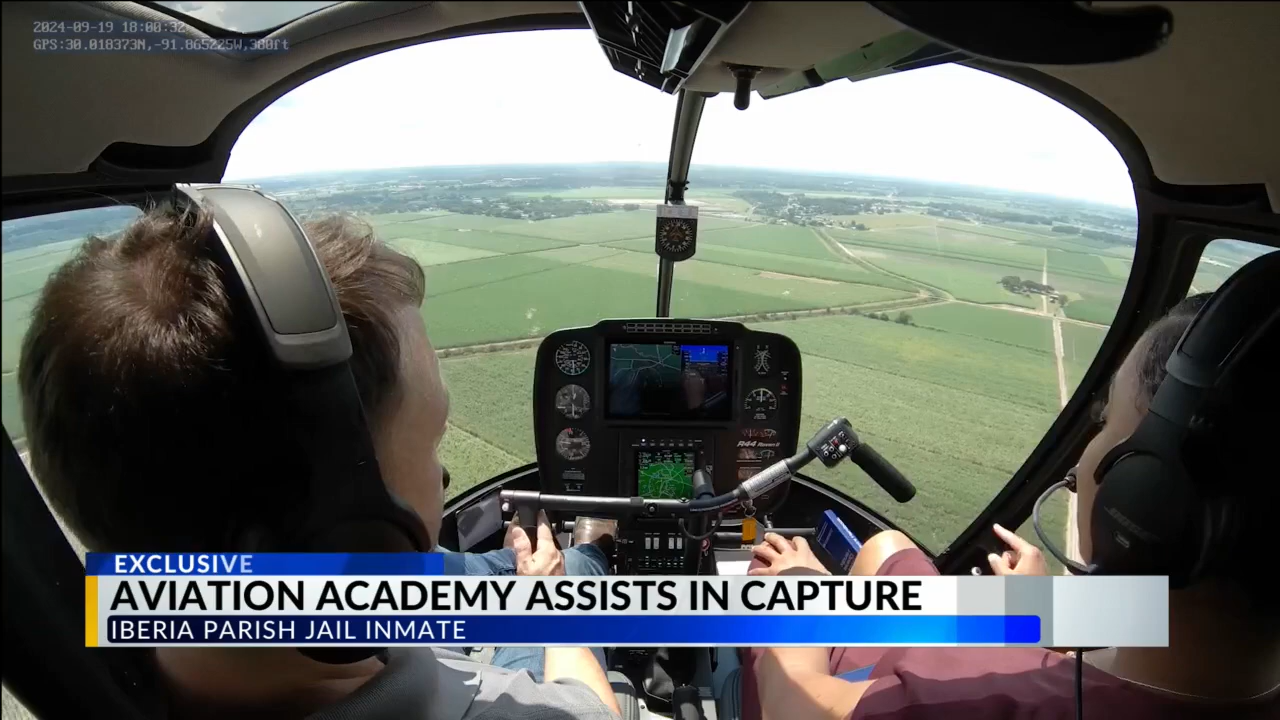 2024-09-19 18:00:32
GPS:30.018373N,-91.865225W,380ft
R44 Raven II
EXCLUSIVE
AVIATION ACADEMY ASSISTS IN CAPTURE
IBERIA PARISH JAIL INMATE